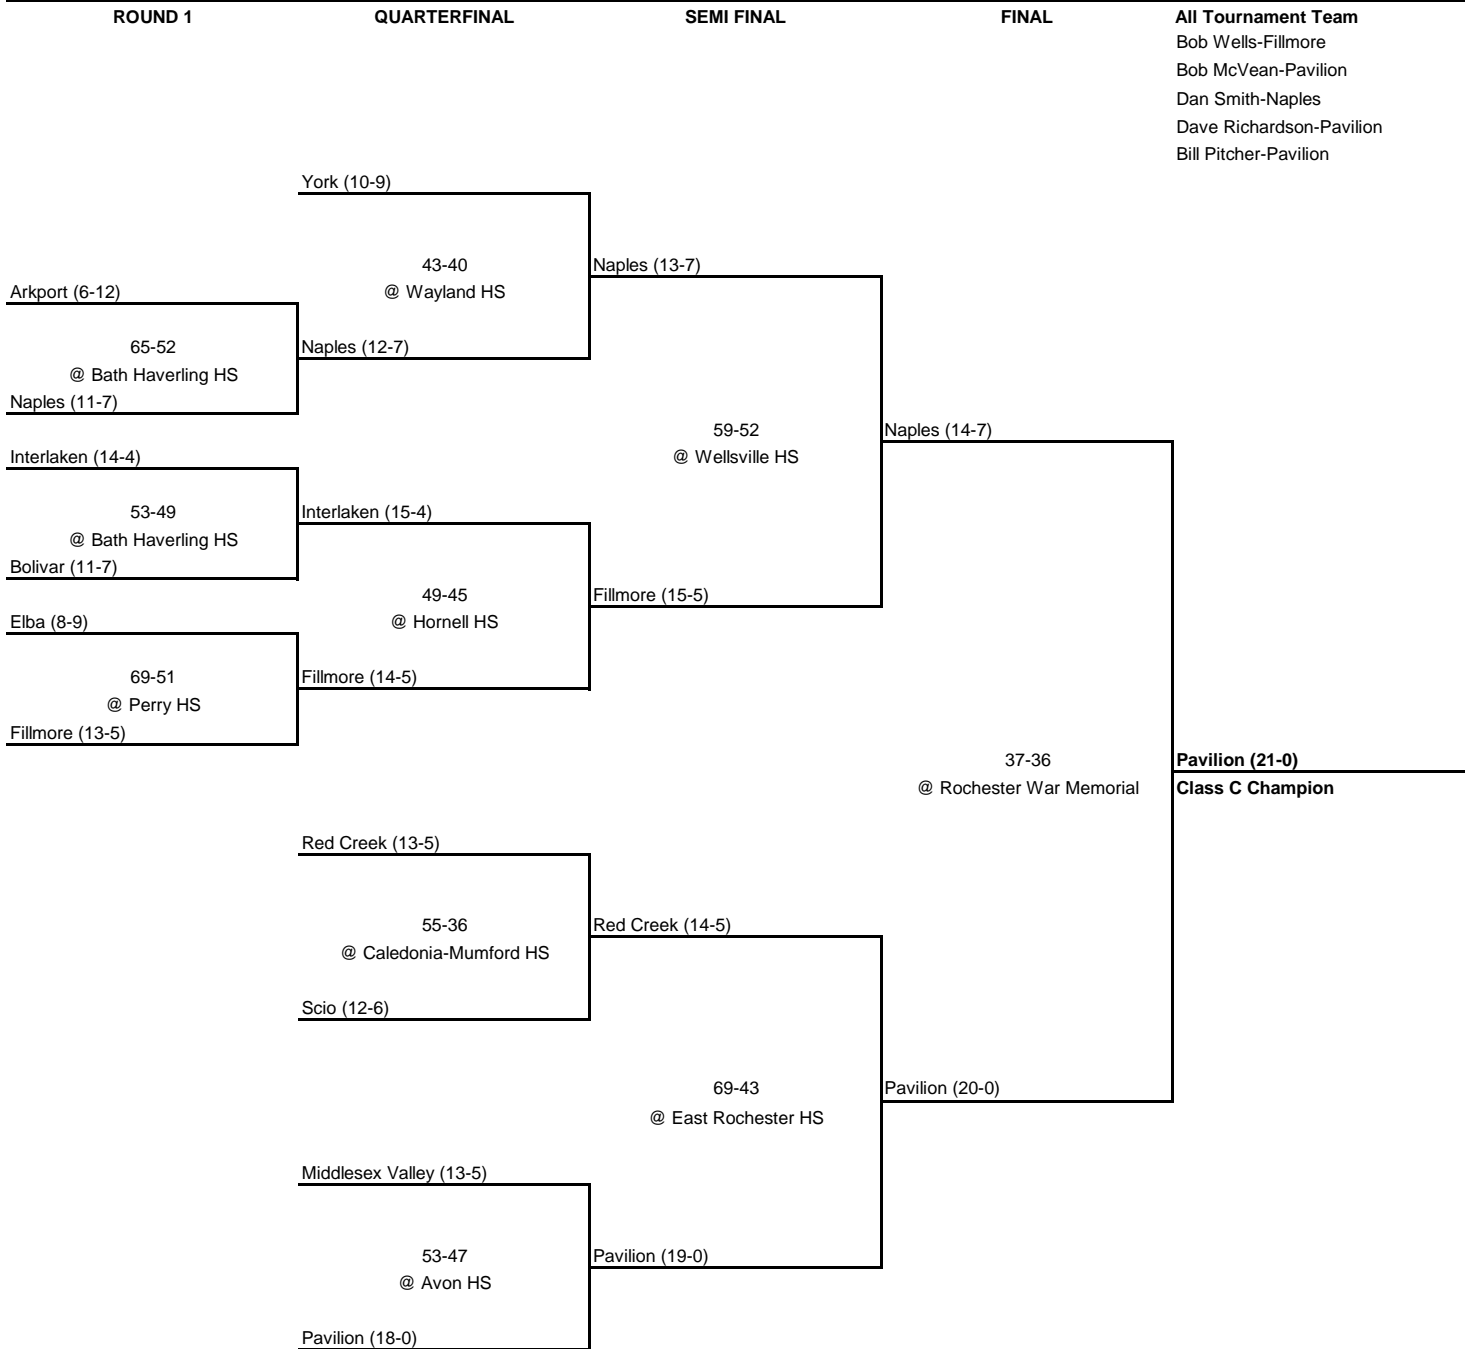 ROUND 1 QUARTERFINAL SEMI FINAL FINAL All Tournament Team
Bob Wells-Fillmore
Bob McVean-Pavilion
Dan Smith-Naples
Dave Richardson-Pavilion
Bill Pitcher-Pavilion
York (10-9)
43-40 Naples (13-7)
Arkport (6-12) @ Wayland HS
65-52 Naples (12-7)
@ Bath Haverling HS
Naples (11-7)
59-52 Naples (14-7)
Interlaken (14-4) @ Wellsville HS
53-49 Interlaken (15-4)
@ Bath Haverling HS
Bolivar (11-7)
49-45 Fillmore (15-5)
Elba (8-9) @ Hornell HS
69-51 Fillmore (14-5)
@ Perry HS
Fillmore (13-5)
37-36 Pavilion (21-0)
@ Rochester War Memorial Class C Champion
Red Creek (13-5)
55-36 Red Creek (14-5)
@ Caledonia-Mumford HS
Scio (12-6)
69-43 Pavilion (20-0)
@ East Rochester HS
Middlesex Valley (13-5)
53-47 Pavilion (19-0)
@ Avon HS
Pavilion (18-0)